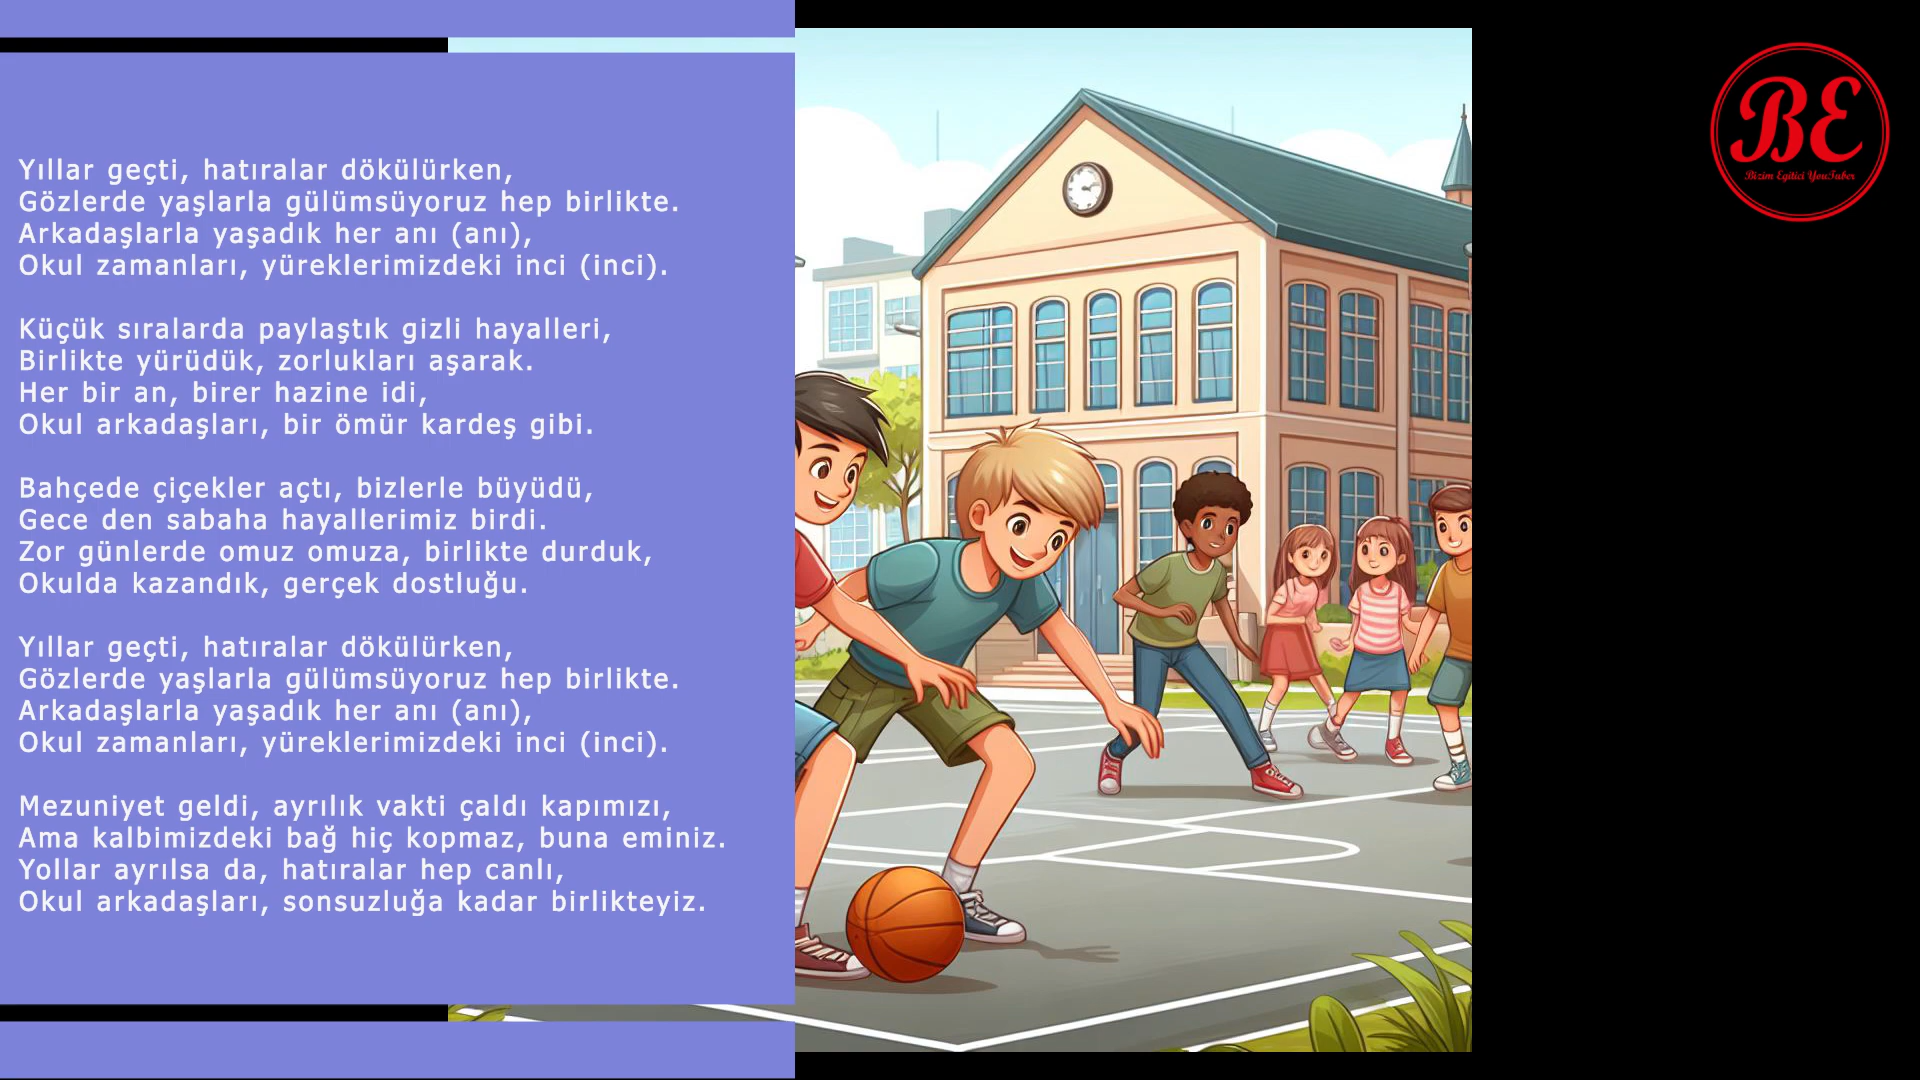 Yıllar geçti, hatıralar dökülürken,
Gözlerde yaşlarla gülümsüyoruz hep birlikte.
Arkadaşlarla yaşadık her anı (anı),
Okul zamanları, yüreklerimizdeki inci (inci).
Küçük sıralarda paylaştık gizli hayalleri,
Birlikte yürüdük, zorlukları aşarak.
Her bir an, birer hazine idi,
Okul arkadaşları, bir ömür kardeş gibi.
Bahçede çiçekler açtı, bizlerle büyüdü,
Gece den sabaha hayallerimiz birdi.
Zor günlerde omuz omuza, birlikte durduk,
Okulda kazandık, gerçek dostluğu.
Yıllar geçti, hatıralar dökülürken,
Gözlerde yaşlarla gülümsüyoruz hep birlikte.
Arkadaşlarla yaşadık her anı (anı),
Okul zamanları, yüreklerimizdeki inci (inci).
Mezuniyet geldi, ayrılık vakti çaldı kapımızı,
Ama kalbimizdeki bağ hiç kopmaz, buna eminiz.
Yollar ayrılsa da, hatıralar hep canlı,
Okul arkadaşları, sonsuzluğa kadar birlikteyiz.
BE
Bizim Egitici YouTuber